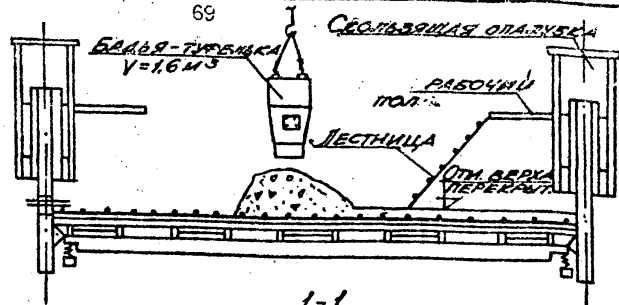 69
СКОЛЬЗЯЩАЯ ОПАЛУБКА
БАДЬЯ-ТУФЕЛЬКА
V=1,6 м³
РАБОЧИЙ
ПОЛ
ЛЕСТНИЦА
ОТМ. ВЕРХА
ПЕРЕКРЫТ.
1-1